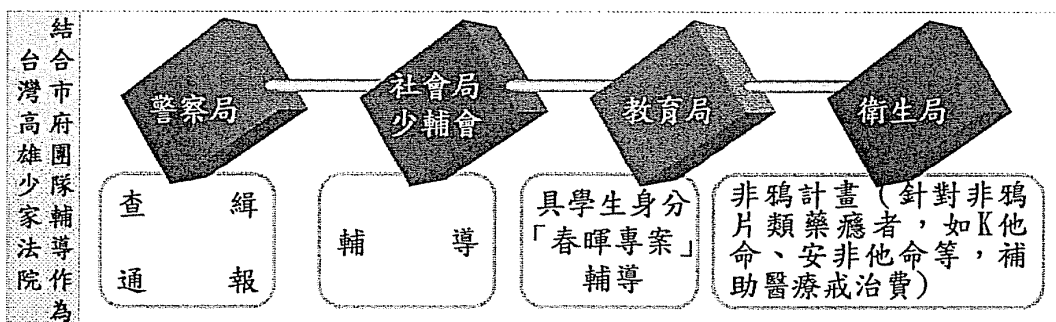 結合市府團隊輔導作為
台灣高雄少家法院
警察局
社會局
少輔會
教育局
衛生局
查緝
通報
輔導
具學生身分
「春暉專案」
輔導
非鴉計畫(針對非鴉
片類藥癮者，如K他
命、安非他命等，補
助醫療戒治費)